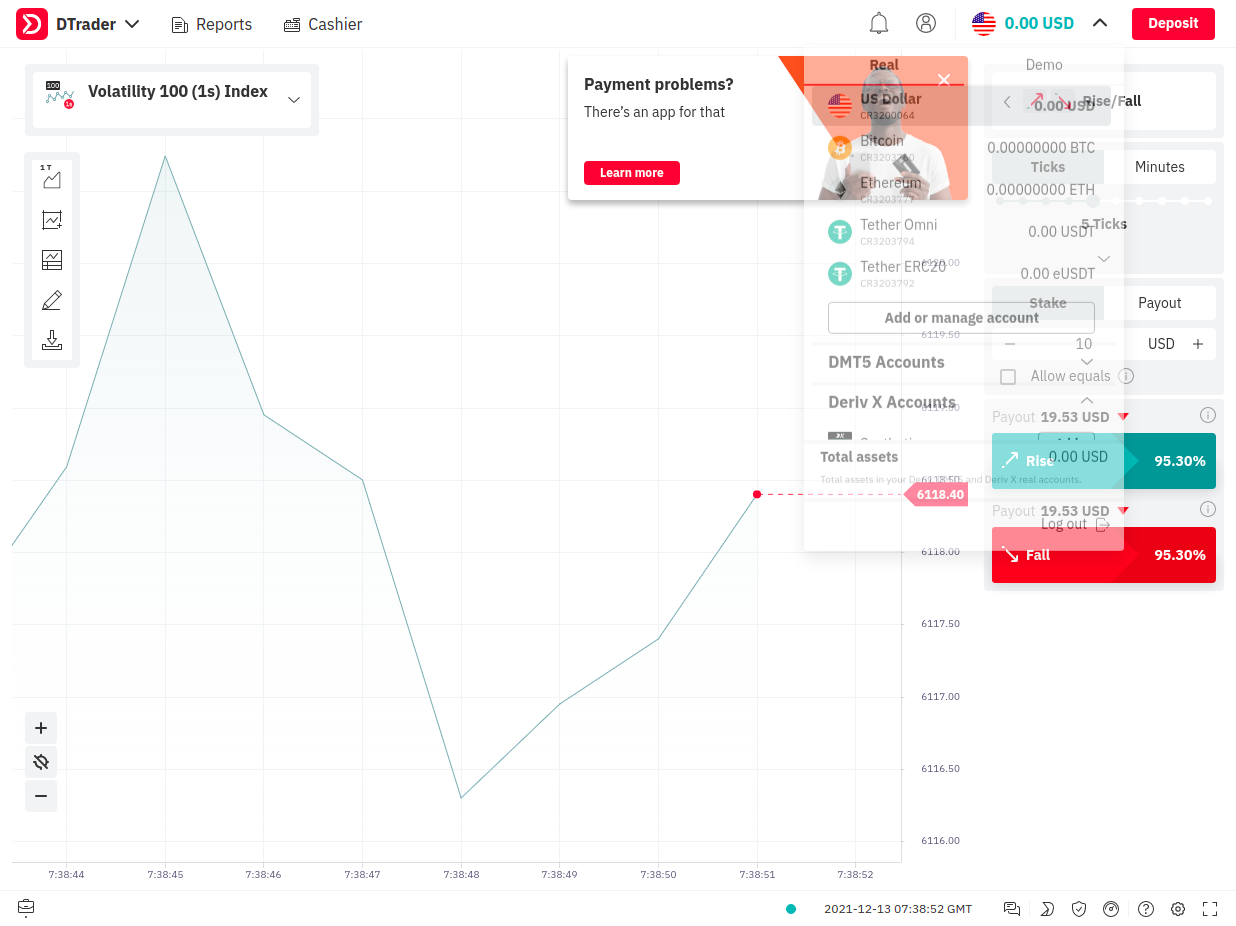 DTrader
Reports
Cashier
0.00 USD
Deposit
100
1s
Volatility 100 (1s) Index
1T
Payment problems?
There's an app for that
Learn more
Real
Demo
US Dollar
CR3200064
0.00 USD
Bitcoin
0.00000000 BTC
Ethereum
0.00000000 ETH
Tether Omni
CR3203794
0.00 USDT
Tether ERC20
CR3203792
0.00 eUSDT
Add or manage account
DMT5 Accounts
Deriv X Accounts
Total assets
0.00 USD
Total assets in your Deriv, DMT5 and Deriv X real accounts.
Log out
Rise/Fall
Ticks
Minutes
5 Ticks
Stake
Payout
10
USD
Allow equals
Payout 19.53 USD
Rise
95.30%
Payout 19.53 USD
Fall
95.30%
6120.00
6119.50
6119.00
6118.50
6118.40
6118.00
6117.50
6117.00
6116.50
6116.00
7:38:44
7:38:45
7:38:46
7:38:47
7:38:48
7:38:49
7:38:50
7:38:51
7:38:52
2021-12-13 07:38:52 GMT